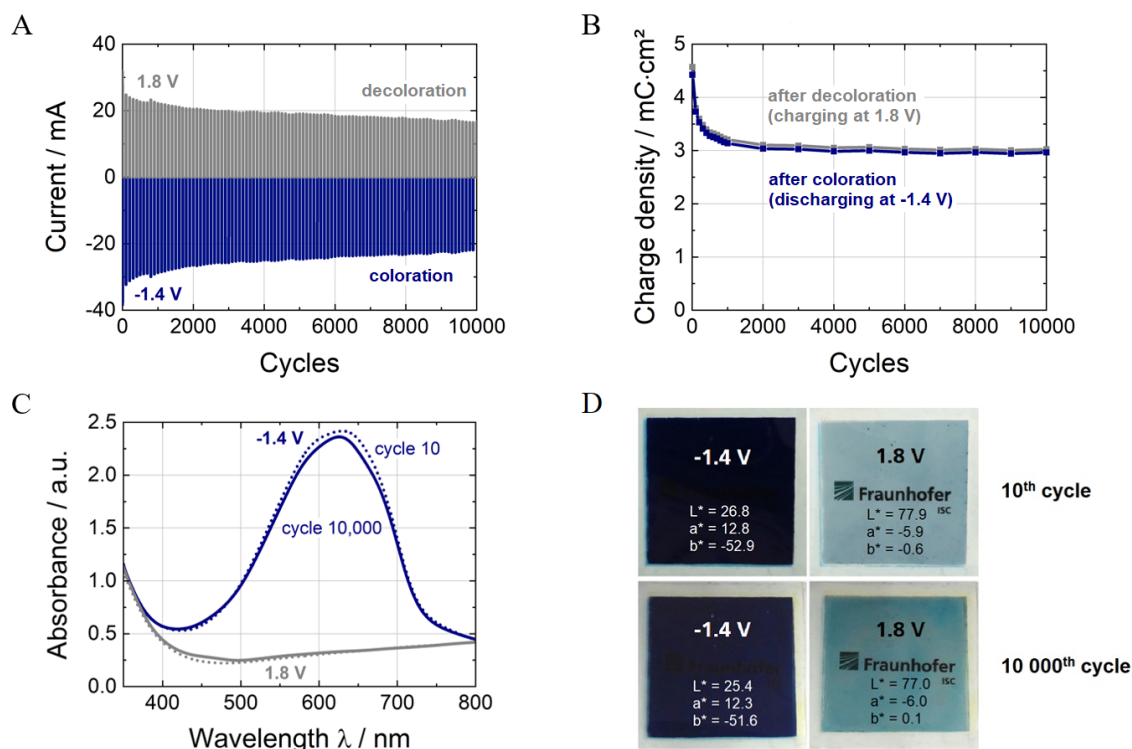 A
40
20
0
-20
-40
Current / mA
1.8 V
decoloration
-1.4 V
coloration
0
2000
4000
6000
8000
10000
Cycles
B
5
4
3
2
1
0
Charge density / mC·cm²
after decoloration
(charging at 1.8 V)
after coloration
(discharging at -1.4 V)
0
2000
4000
6000
8000
10000
Cycles
C
2.5
2.0
1.5
1.0
0.5
0.0
Absorbance / a.u.
-1.4 V
cycle 10
cycle 10,000
1.8 V
400
500
600
700
800
Wavelength λ / nm
D
-1.4 V
Fraunhofer
L* = 26.8
a* = 12.8
b* = -52.9
1.8 V
Fraunhofer
ISC
L* = 77.9
a* = -5.9
b* = -0.6
10th cycle
-1.4 V
Fraunhofer
L* = 25.4
a* = 12.3
b* = -51.6
1.8 V
Fraunhofer
ISC
L* = 77.0
a* = -6.0
b* = 0.1
10 000th cycle